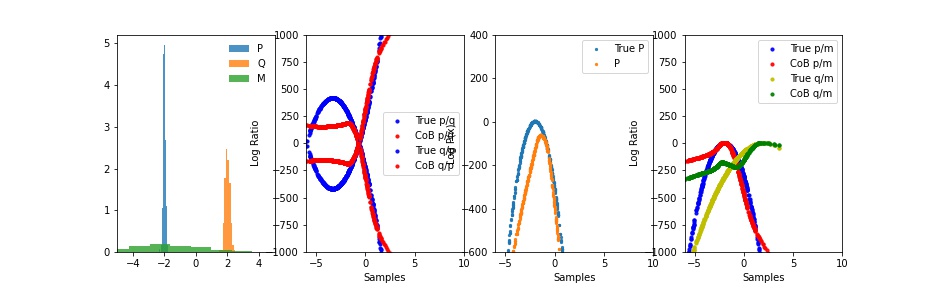 5
4
3
2
1
0
−4
−2
0
2
4
P
Q
M
Log Ratio
1000
750
500
250
0
−250
−500
−750
−1000
−5
0
5
10
Samples
True p/q
CoB p/q
True q/p
CoB q/p
400
200
0
−200
−400
−600
−5
0
5
10
Samples
True P
P
Log Ratio
1000
750
500
250
0
−250
−500
−750
1000
−5
0
5
10
Samples
True p/m
CoB p/m
True q/m
CoB q/m